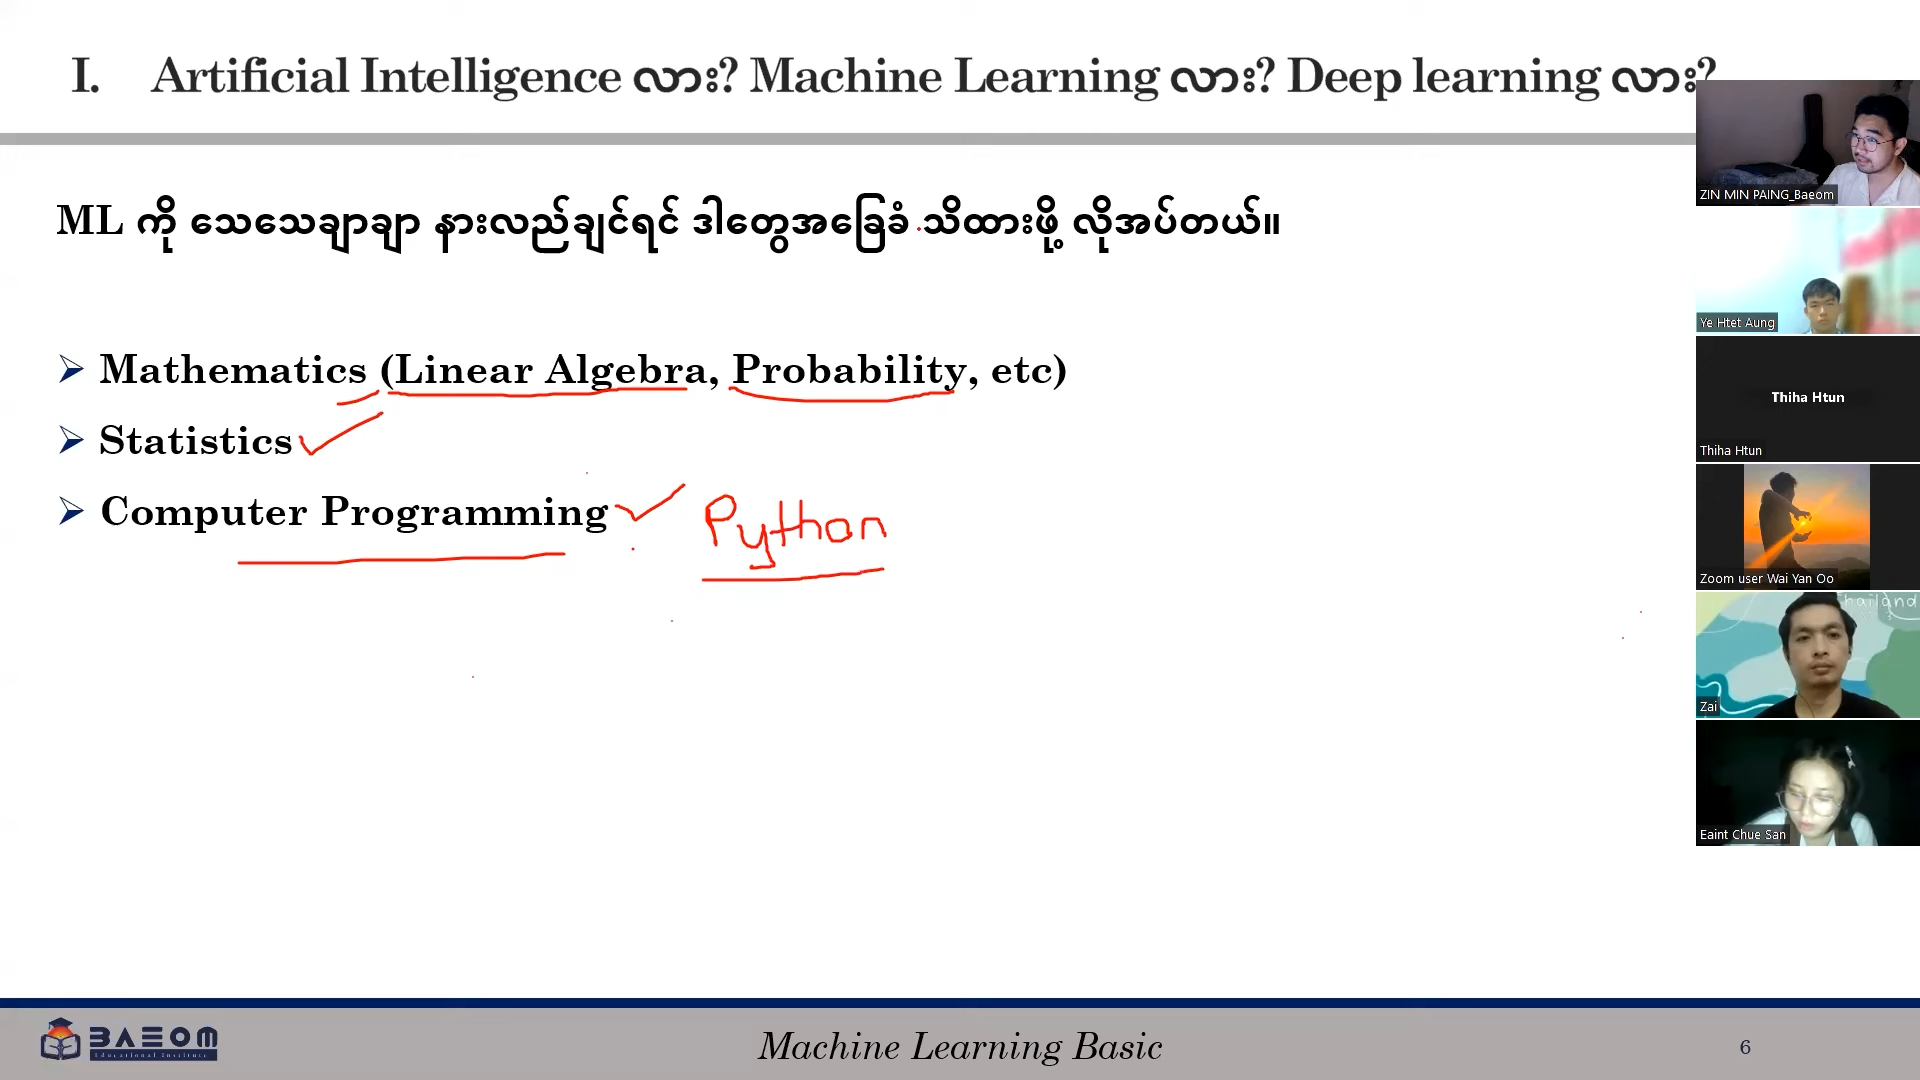 I. Artificial Intelligence လား? Machine Learning လား? Deep learning လား?
ML ကို သေသေချာချာ နားလည်ချင်ရင် ဒါတွေအခြေခံ သိထားဖို့ လိုအပ်တယ်။
➢ Mathematics (Linear Algebra, Probability, etc)
➢ Statistics
➢ Computer Programming
Python
ZIN MIN PAING_Baeom
Ye Htet Aung
Thiha Htun
Thiha Htun
Zoom user Wai Yan Oo
Thailand
Zai
Eaint Chue San
BAEOM
Educational Institute
Machine Learning Basic
6